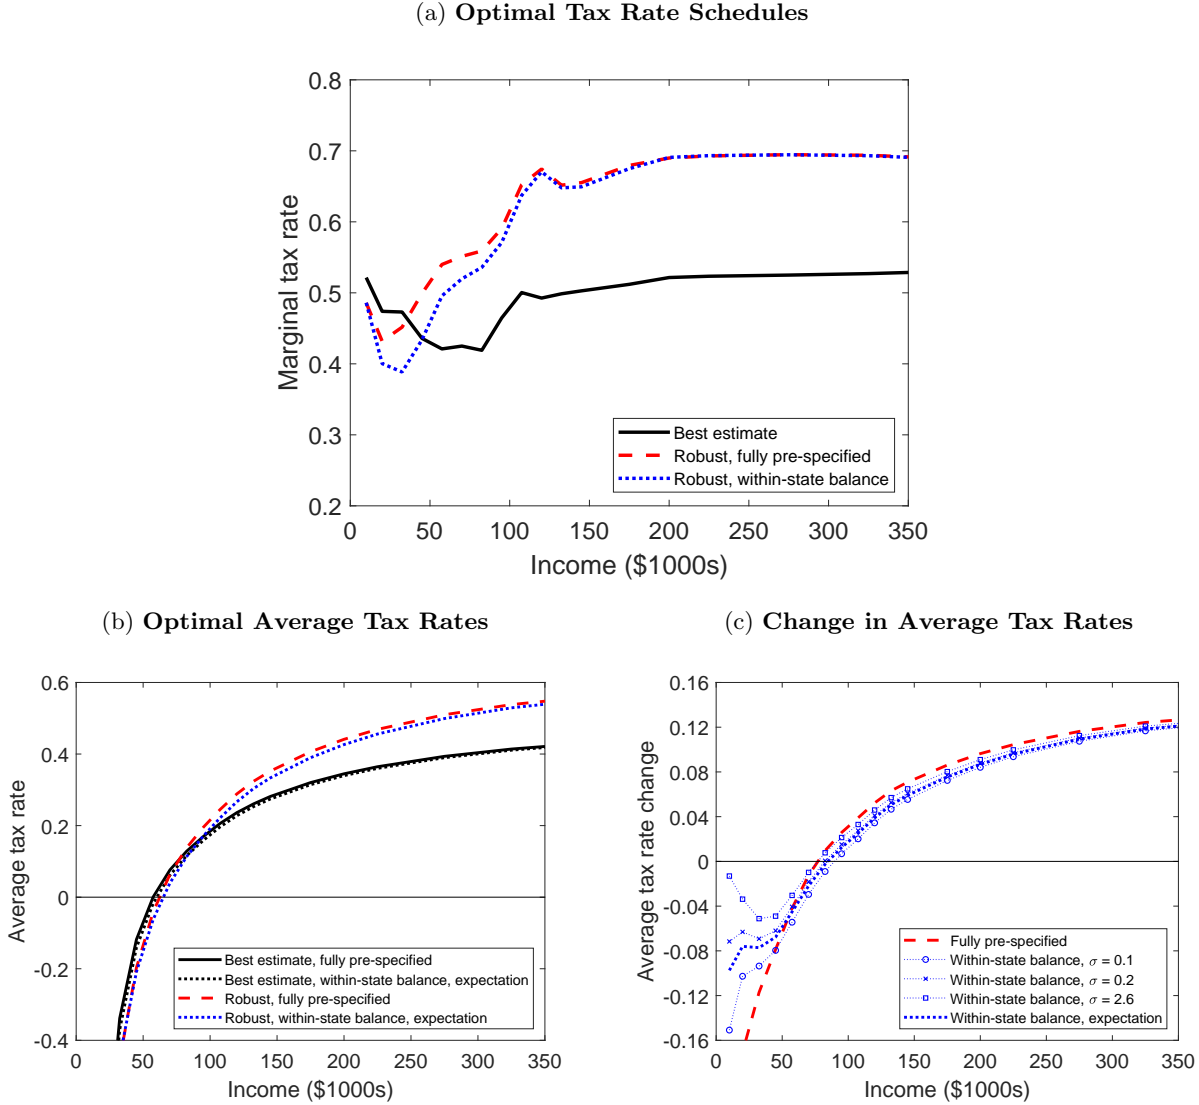 (a) Optimal Tax Rate Schedules
0.8
0.7
0.6
0.5
0.4
0.3
0.2
Marginal tax rate
Best estimate
Robust, fully pre-specified
Robust, within-state balance
0 50 100 150 200 250 300 350
Income ($1000s)
(b) Optimal Average Tax Rates
0.6
0.4
0.2
0
-0.2
-0.4
Average tax rate
Best estimate, fully pre-specified
Best estimate, within-state balance, expectation
Robust, fully pre-specified
Robust, within-state balance, expectation
0 50 100 150 200 250 300 350
Income ($1000s)
(c) Change in Average Tax Rates
0.16
0.12
0.08
0.04
0
-0.04
-0.08
-0.12
-0.16
Average tax rate change
Fully pre-specified
Within-state balance, σ = 0.1
Within-state balance, σ = 0.2
Within-state balance, σ = 2.6
Within-state balance, expectation
0 50 100 150 200 250 300 350
Income ($1000s)